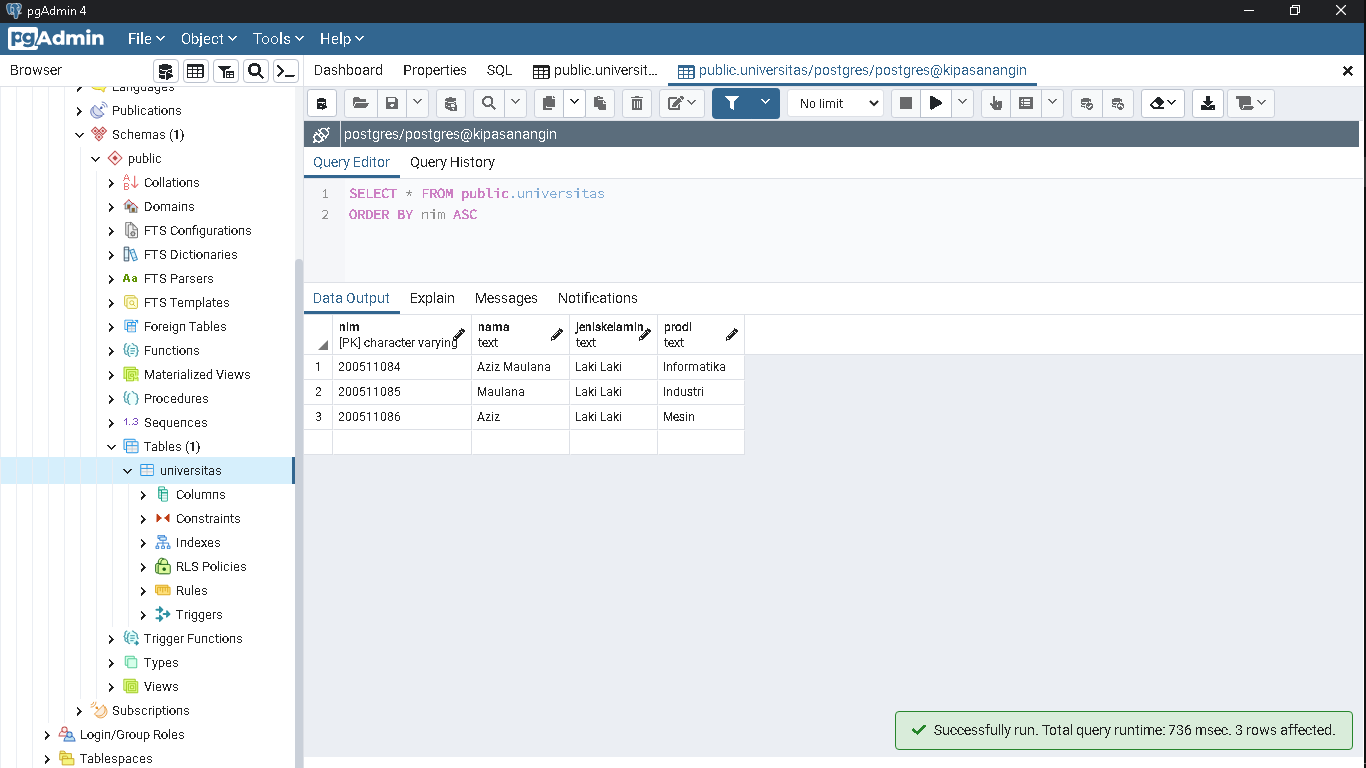 pgAdmin 4
pgAdmin File Object Tools Help
Browser
Dashboard Properties SQL public.universit... public.universitas/postgres/postgres@kipasanangin
Languages
Publications
Schemas (1)
public
Collations
Domains
FTS Configurations
FTS Dictionaries
Aa FTS Parsers
FTS Templates
Foreign Tables
Functions
Materialized Views
Procedures
1.3 Sequences
Tables (1)
universitas
Columns
Constraints
Indexes
RLS Policies
Rules
Triggers
Trigger Functions
Types
Views
Subscriptions
Login/Group Roles
Tablespaces
No limit
postgres/postgres@kipasanangin
Query Editor Query History
1 SELECT * FROM public.universitas
2 ORDER BY nim ASC
Data Output Explain Messages Notifications
nim nama jeniskelamin prodi
[PK] character varying text text text
1 200511084 Aziz Maulana Laki Laki Informatika
2 200511085 Maulana Laki Laki Industri
3 200511086 Aziz Laki Laki Mesin
Successfully run. Total query runtime: 736 msec. 3 rows affected.